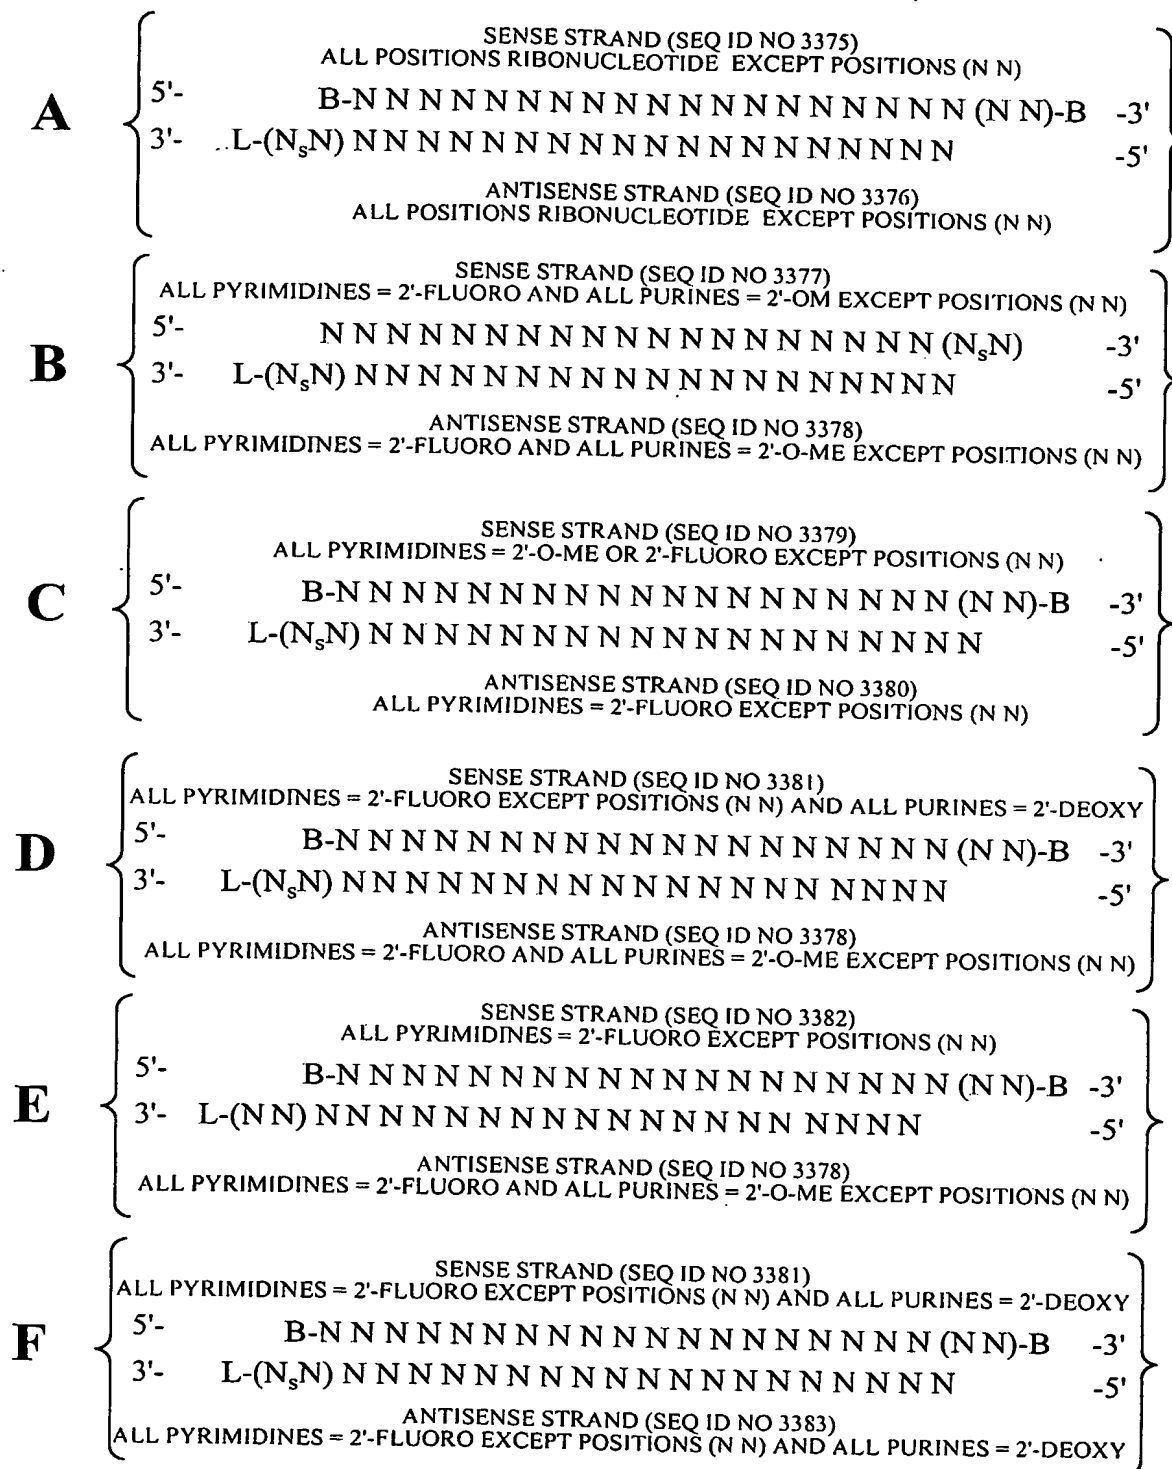 SENSE STRAND (SEQ ID NO 3375)
ALL POSITIONS RIBONUCLEOTIDE EXCEPT POSITIONS (N N)
A
5'- B-N N N N N N N N N N N N N N N N N N N (N N)-B -3'
3'- L-(NsN) N N N N N N N N N N N N N N N N N N N -5'
ANTISENSE STRAND (SEQ ID NO 3376)
ALL POSITIONS RIBONUCLEOTIDE EXCEPT POSITIONS (N N)
SENSE STRAND (SEQ ID NO 3377)
ALL PYRIMIDINES = 2'-FLUORO AND ALL PURINES = 2'-OM EXCEPT POSITIONS (N N)
B
5'- N N N N N N N N N N N N N N N N N N N (NsN) -3'
3'- L-(NsN) N N N N N N N N N N N N N N N N N N N -5'
ANTISENSE STRAND (SEQ ID NO 3378)
ALL PYRIMIDINES = 2'-FLUORO AND ALL PURINES = 2'-O-ME EXCEPT POSITIONS (N N)
SENSE STRAND (SEQ ID NO 3379)
ALL PYRIMIDINES = 2'-O-ME OR 2'-FLUORO EXCEPT POSITIONS (N N)
C
5'- B-N N N N N N N N N N N N N N N N N N N (N N)-B -3'
3'- L-(NsN) N N N N N N N N N N N N N N N N N N N -5'
ANTISENSE STRAND (SEQ ID NO 3380)
ALL PYRIMIDINES = 2'-FLUORO EXCEPT POSITIONS (N N)
SENSE STRAND (SEQ ID NO 3381)
ALL PYRIMIDINES = 2'-FLUORO EXCEPT POSITIONS (N N) AND ALL PURINES = 2'-DEOXY
D
5'- B-N N N N N N N N N N N N N N N N N N N (N N)-B -3'
3'- L-(NsN) N N N N N N N N N N N N N N N N N N N -5'
ANTISENSE STRAND (SEQ ID NO 3378)
ALL PYRIMIDINES = 2'-FLUORO AND ALL PURINES = 2'-O-ME EXCEPT POSITIONS (N N)
SENSE STRAND (SEQ ID NO 3382)
ALL PYRIMIDINES = 2'-FLUORO EXCEPT POSITIONS (N N)
E
5'- B-N N N N N N N N N N N N N N N N N N N (N N)-B -3'
3'- L-(N N) N N N N N N N N N N N N N N N N N N N -5'
ANTISENSE STRAND (SEQ ID NO 3378)
ALL PYRIMIDINES = 2'-FLUORO AND ALL PURINES = 2'-O-ME EXCEPT POSITIONS (N N)
SENSE STRAND (SEQ ID NO 3381)
ALL PYRIMIDINES = 2'-FLUORO EXCEPT POSITIONS (N N) AND ALL PURINES = 2'-DEOXY
F
5'- B-N N N N N N N N N N N N N N N N N N N (N N)-B -3'
3'- L-(NsN) N N N N N N N N N N N N N N N N N N N -5'
ANTISENSE STRAND (SEQ ID NO 3383)
ALL PYRIMIDINES = 2'-FLUORO EXCEPT POSITIONS (N N) AND ALL PURINES = 2'-DEOXY